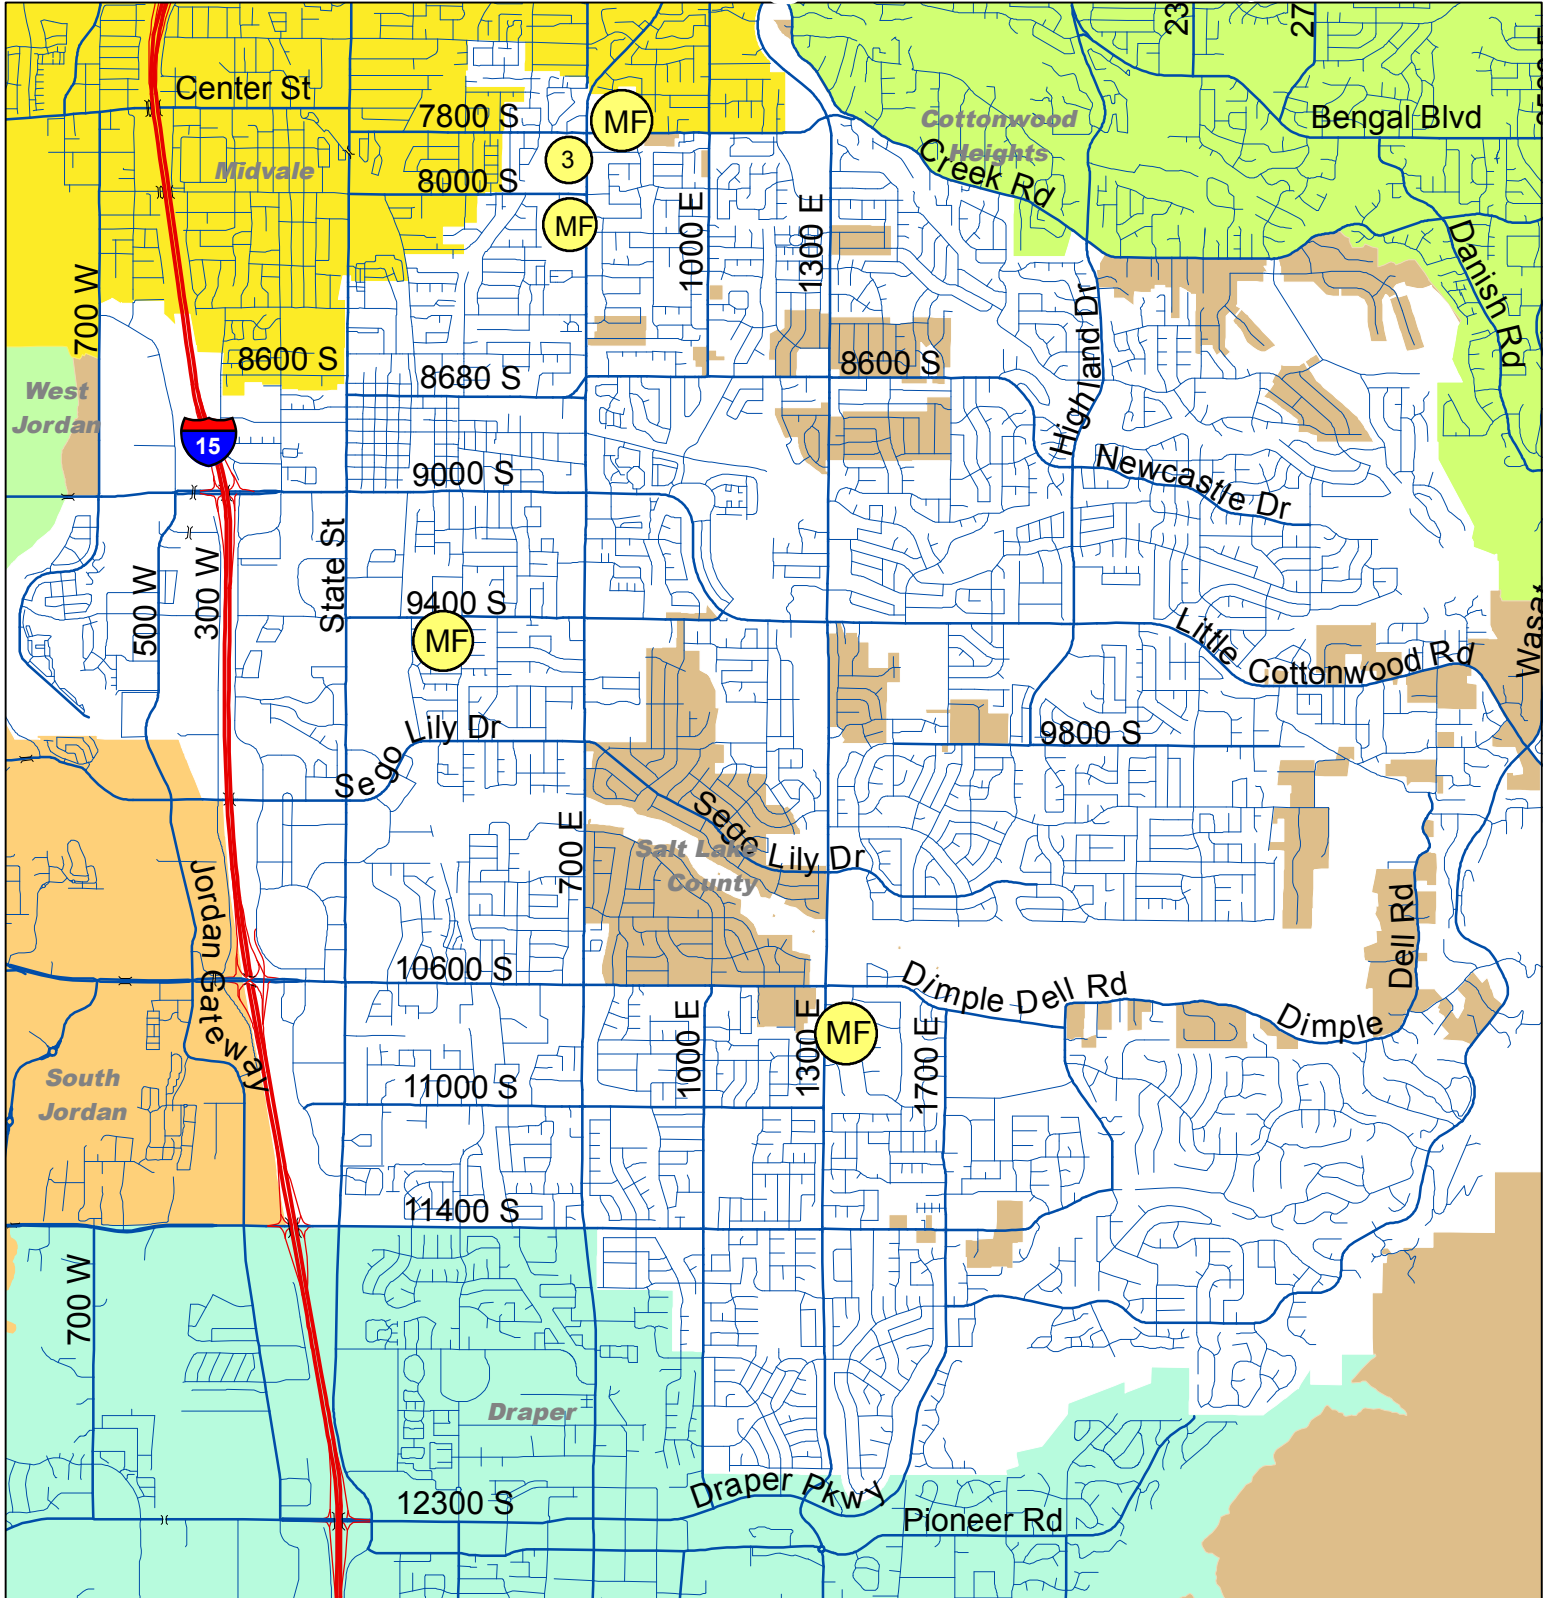 23
27
Center St
7800 S
MF
Cottonwood
Heights
Bengal Blvd
3
Midvale
8000 S
Creek Rd
MF
1000 E
1300 E
Danish Rd
700 W
Highland Dr
8600 S
8680 S
8600 S
West
Jordan
15
9000 S
Newcastle Dr
State St
300 W
500 W
9400 S
MF
Little
Cottonwood Rd
Wasat
Sego
Lily Dr
9800 S
700 E
Sego
Lily Dr
Salt Lake
County
Jordan Gateway
10600 S
Dimple Dell Rd
Dell Rd
Dimple
1000 E
1300 E
MF
1700 E
South
Jordan
11000 S
11400 S
700 W
Draper
12300 S
Draper Pkwy
Pioneer Rd